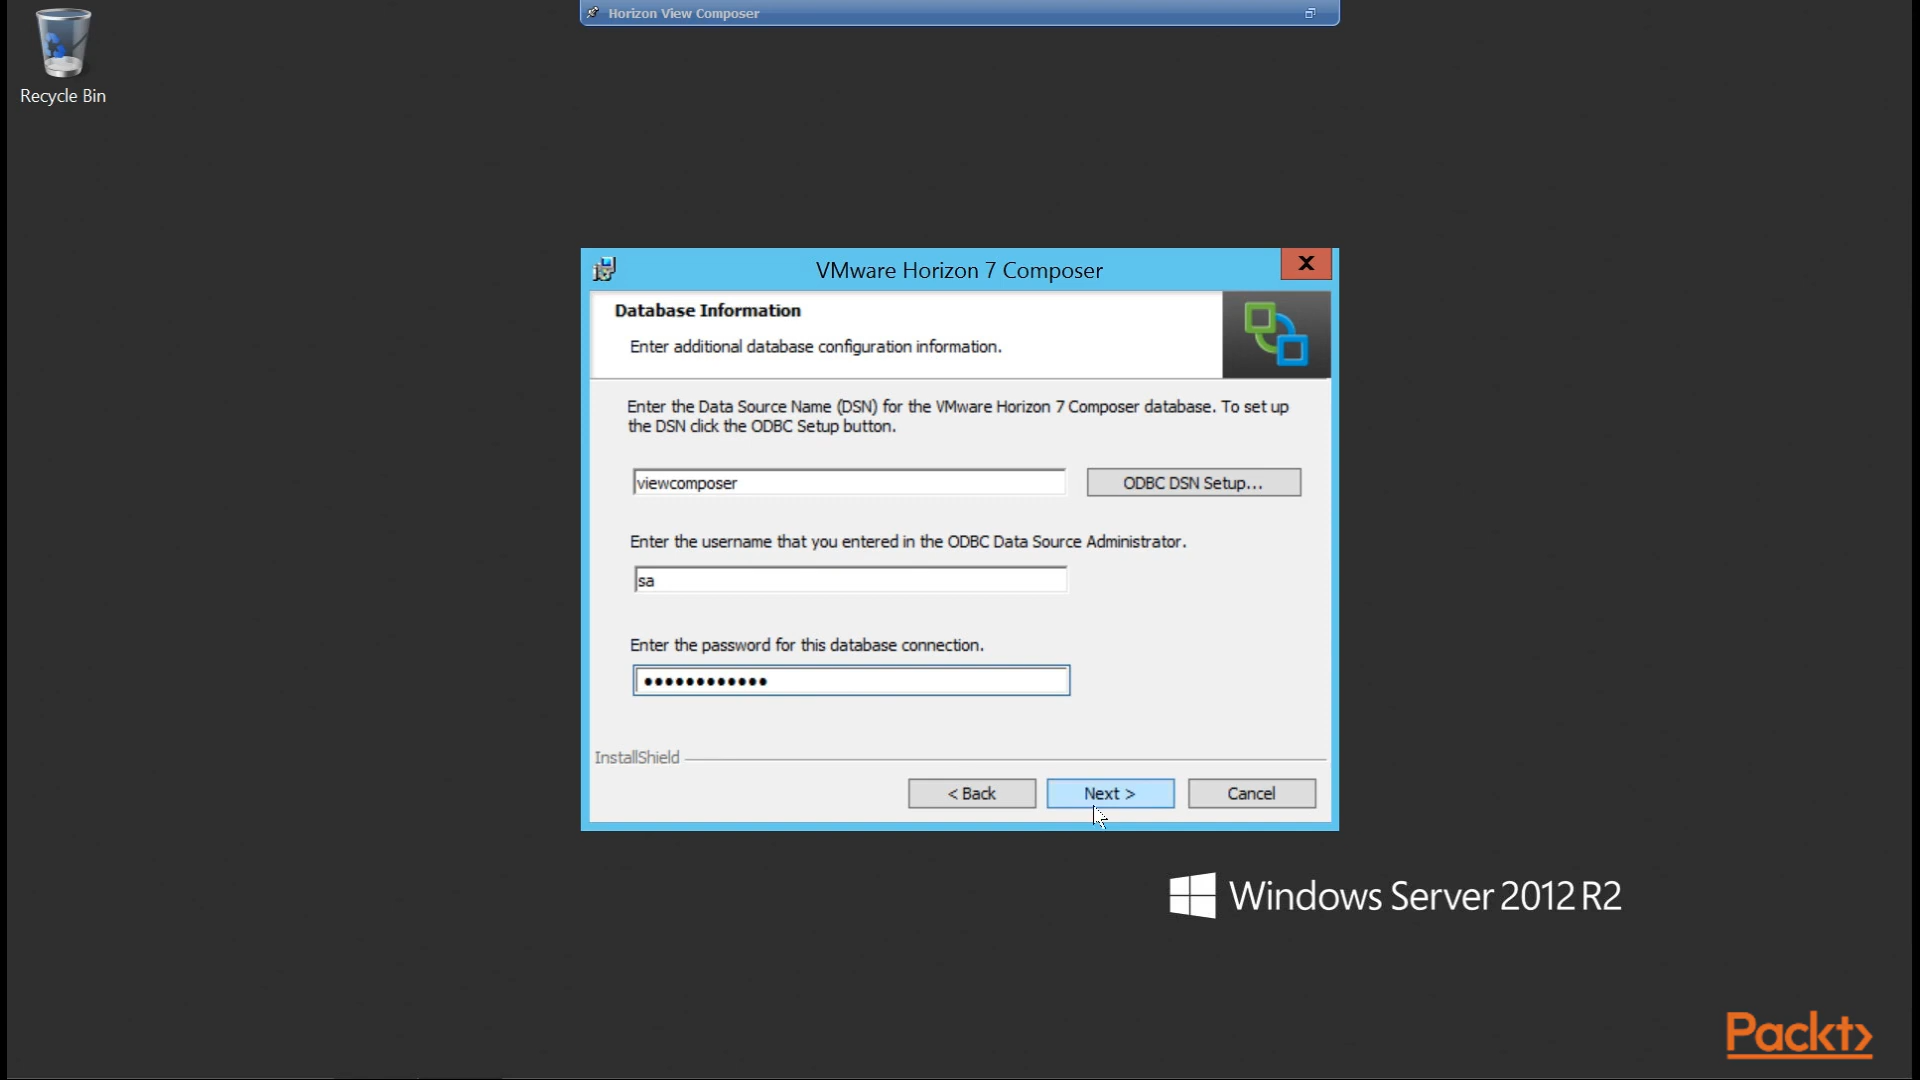 Horizon View Composer
Recycle Bin
VMware Horizon 7 Composer
X
Database Information
Enter additional database configuration information.
Enter the Data Source Name (DSN) for the VMware Horizon 7 Composer database. To set up
the DSN click the ODBC Setup button.
viewcomposer
ODBC DSN Setup...
Enter the username that you entered in the ODBC Data Source Administrator.
sa
Enter the password for this database connection.
••••••••••••
InstallShield
< Back
Next >
Cancel
Windows Server 2012 R2
Packt>